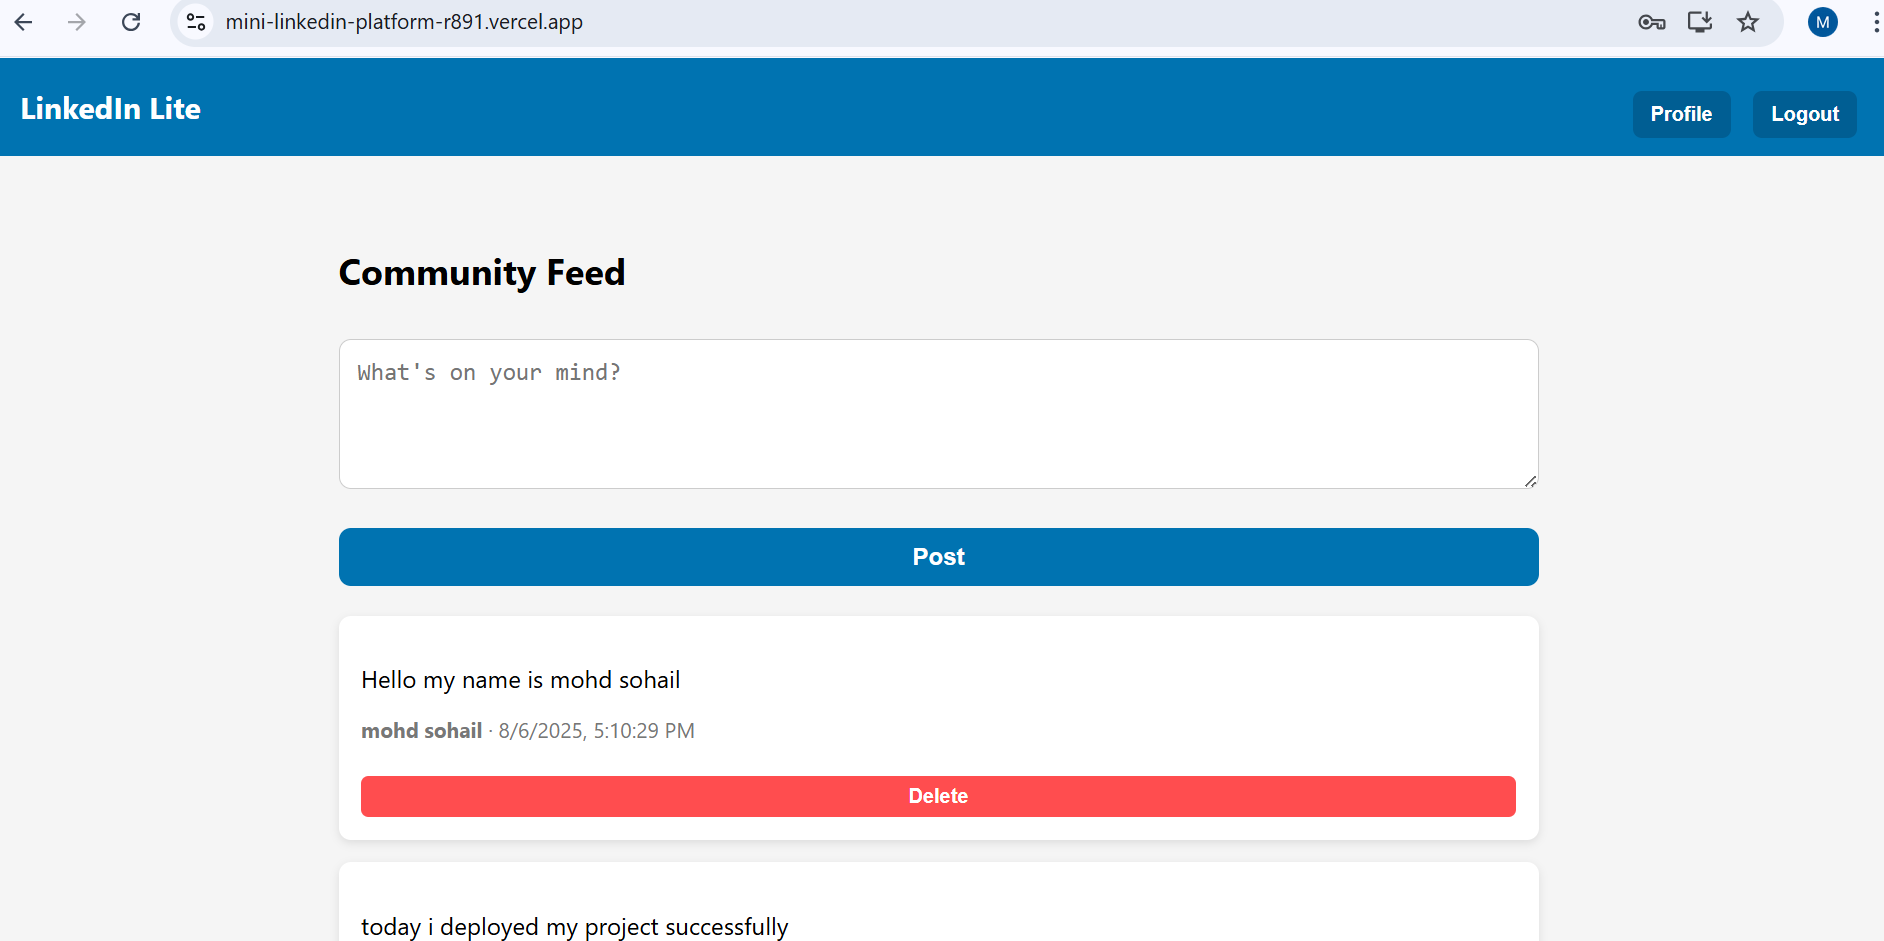 mini-linkedin-platform-r891.vercel.app
M
LinkedIn Lite
Profile
Logout
Community Feed
What's on your mind?
Post
Hello my name is mohd sohail
mohd sohail · 8/6/2025, 5:10:29 PM
Delete
today i deployed my project successfully